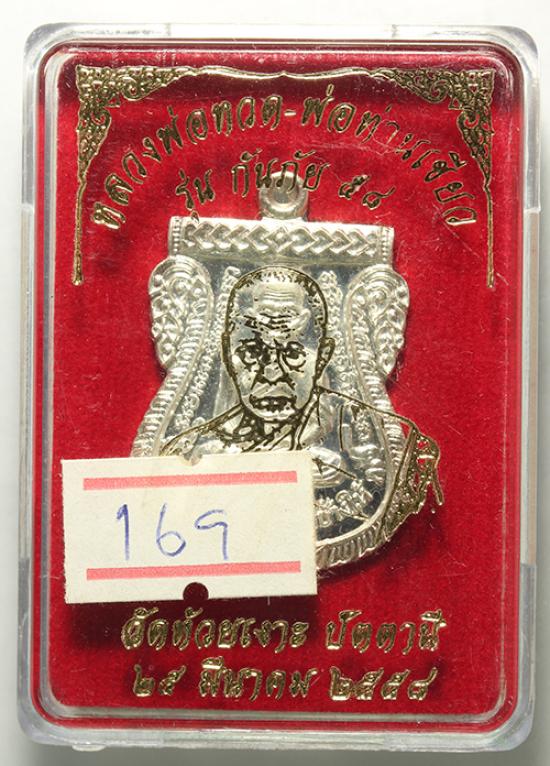 หลวงพ่อทวด-พ่อท่านเขียว
รุ่น กันภัย ๕๘
169
วัดห้วยเงาะ ปัตตานี
๒๕ มีนาคม ๒๕๕๘